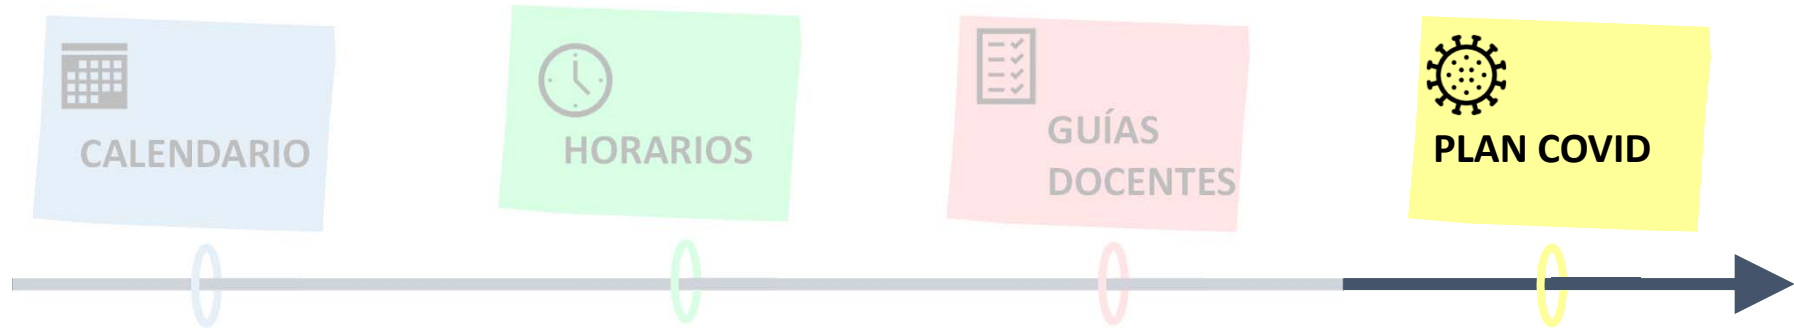 CALENDARIO
HORARIOS
GUÍAS
DOCENTES
PLAN COVID